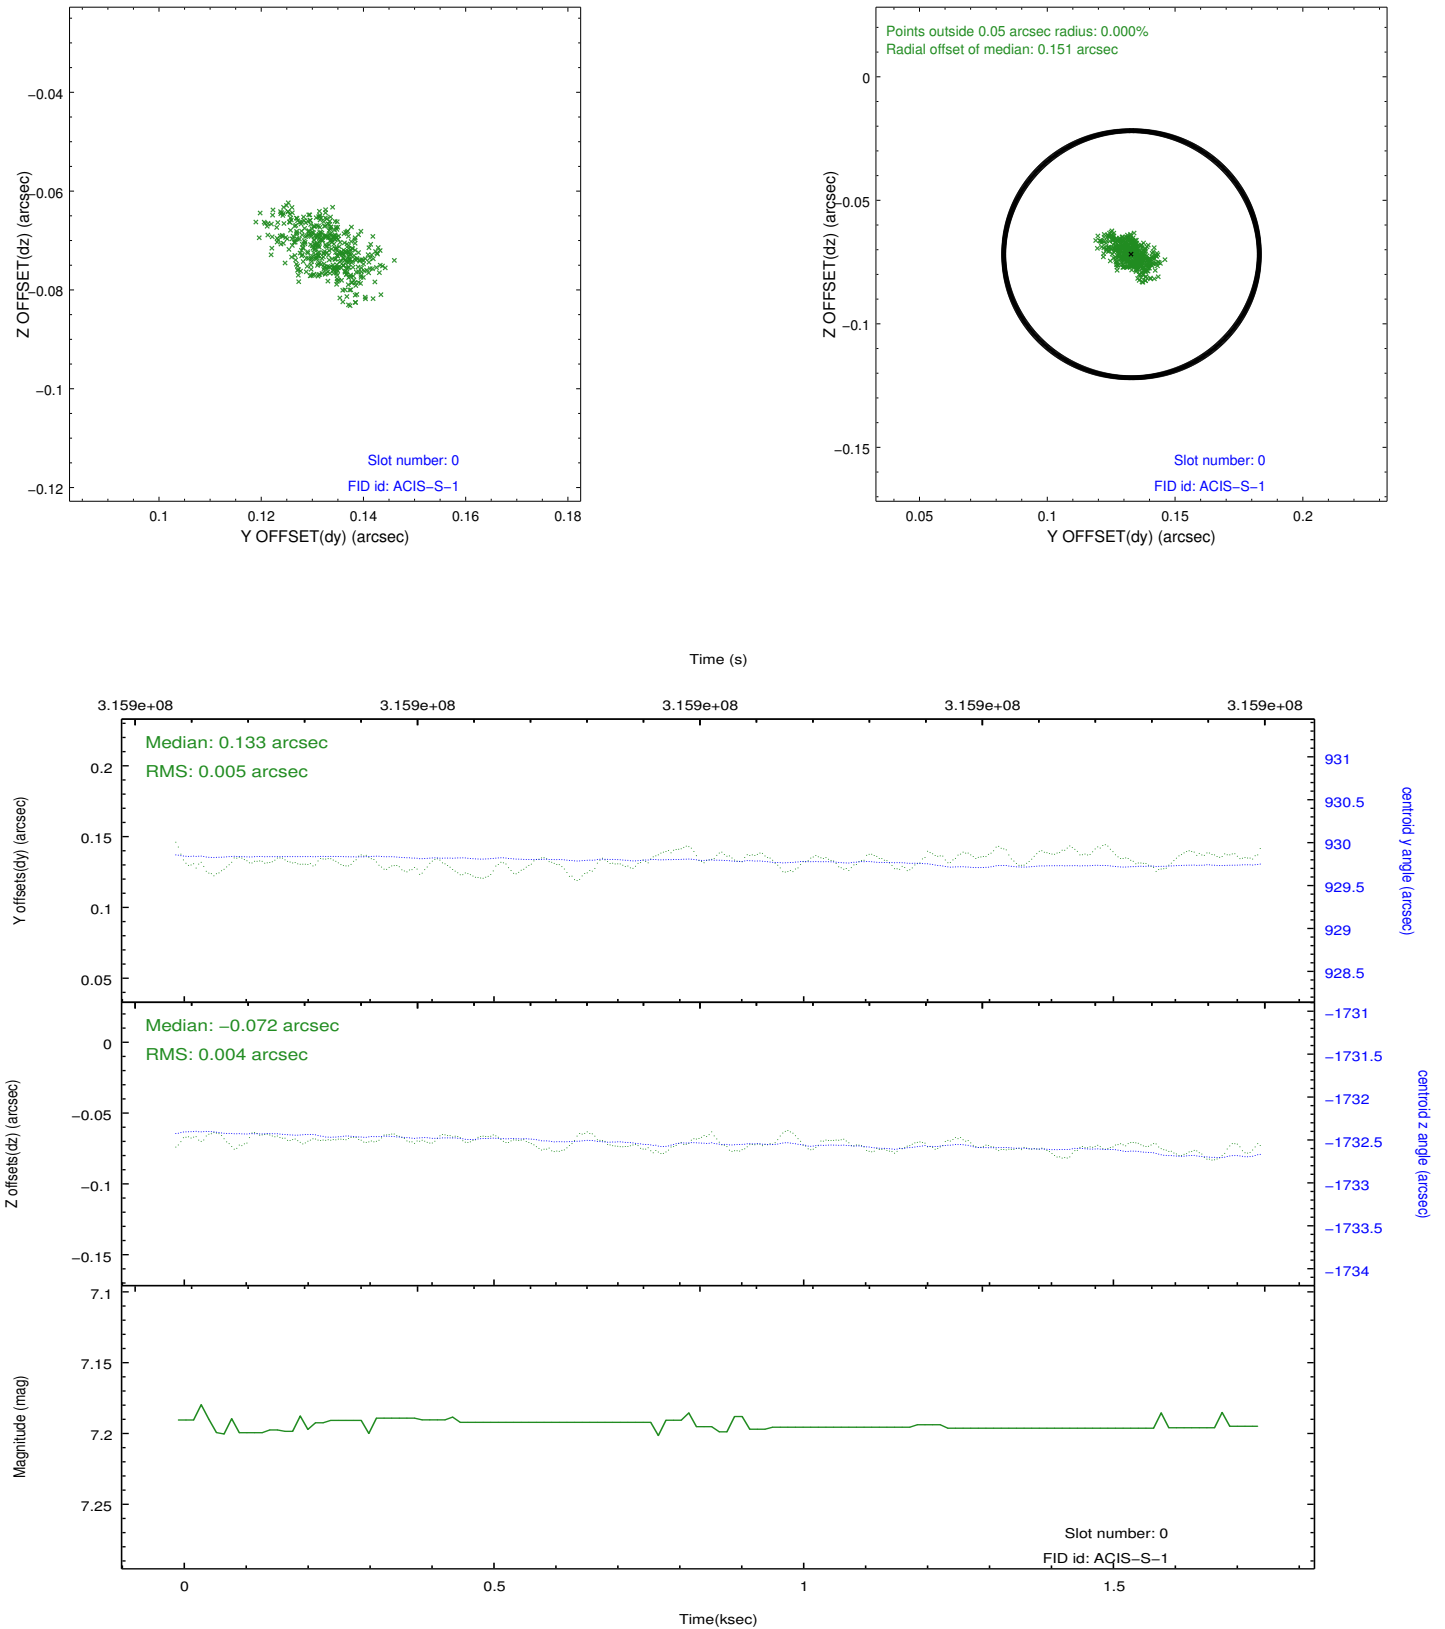 −0.04
−0.06
−0.08
−0.1
−0.12
Z OFFSET(dz) (arcsec)
Slot number: 0
FID id: ACIS−S−1
0.1 0.12 0.14 0.16 0.18
Y OFFSET(dy) (arcsec)
Points outside 0.05 arcsec radius: 0.000%
Radial offset of median: 0.151 arcsec
0
−0.05
−0.1
−0.15
Z OFFSET(dz) (arcsec)
Slot number: 0
FID id: ACIS−S−1
0.05 0.1 0.15 0.2
Y OFFSET(dy) (arcsec)
Time (s)
3.159e+08 3.159e+08 3.159e+08 3.159e+08 3.159e+08
Median: 0.133 arcsec
RMS: 0.005 arcsec
0.2
0.15
0.1
0.05
Y offsets(dy) (arcsec)
931
930.5
930
929.5
929
928.5
centroid y angle (arcsec)
Median: −0.072 arcsec
RMS: 0.004 arcsec
0
−0.05
−0.1
−0.15
Z offsets(dz) (arcsec)
−1731
−1731.5
−1732
−1732.5
−1733
−1733.5
−1734
centroid z angle (arcsec)
7.1
7.15
7.2
7.25
Magnitude (mag)
Slot number: 0
FID id: ACIS−S−1
0 0.5 1 1.5
Time(ksec)